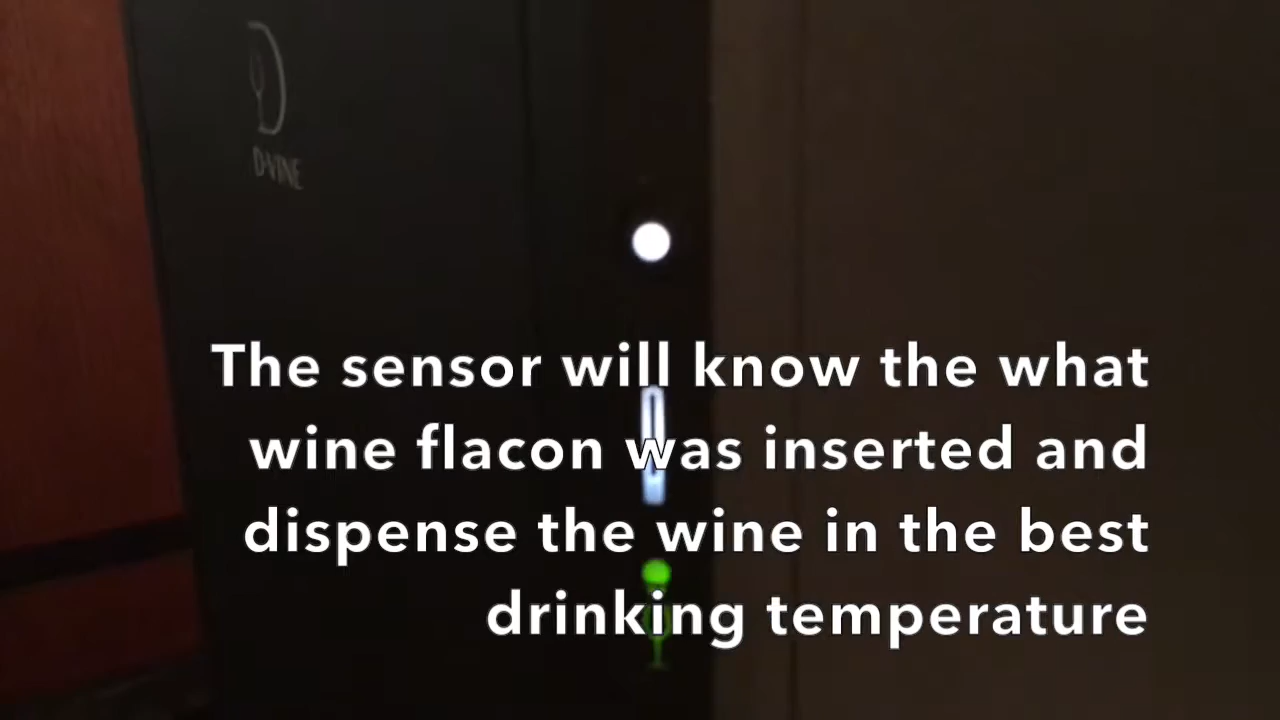 D-VINE
The sensor will know the what
wine flacon was inserted and
dispense the wine in the best
drinking temperature